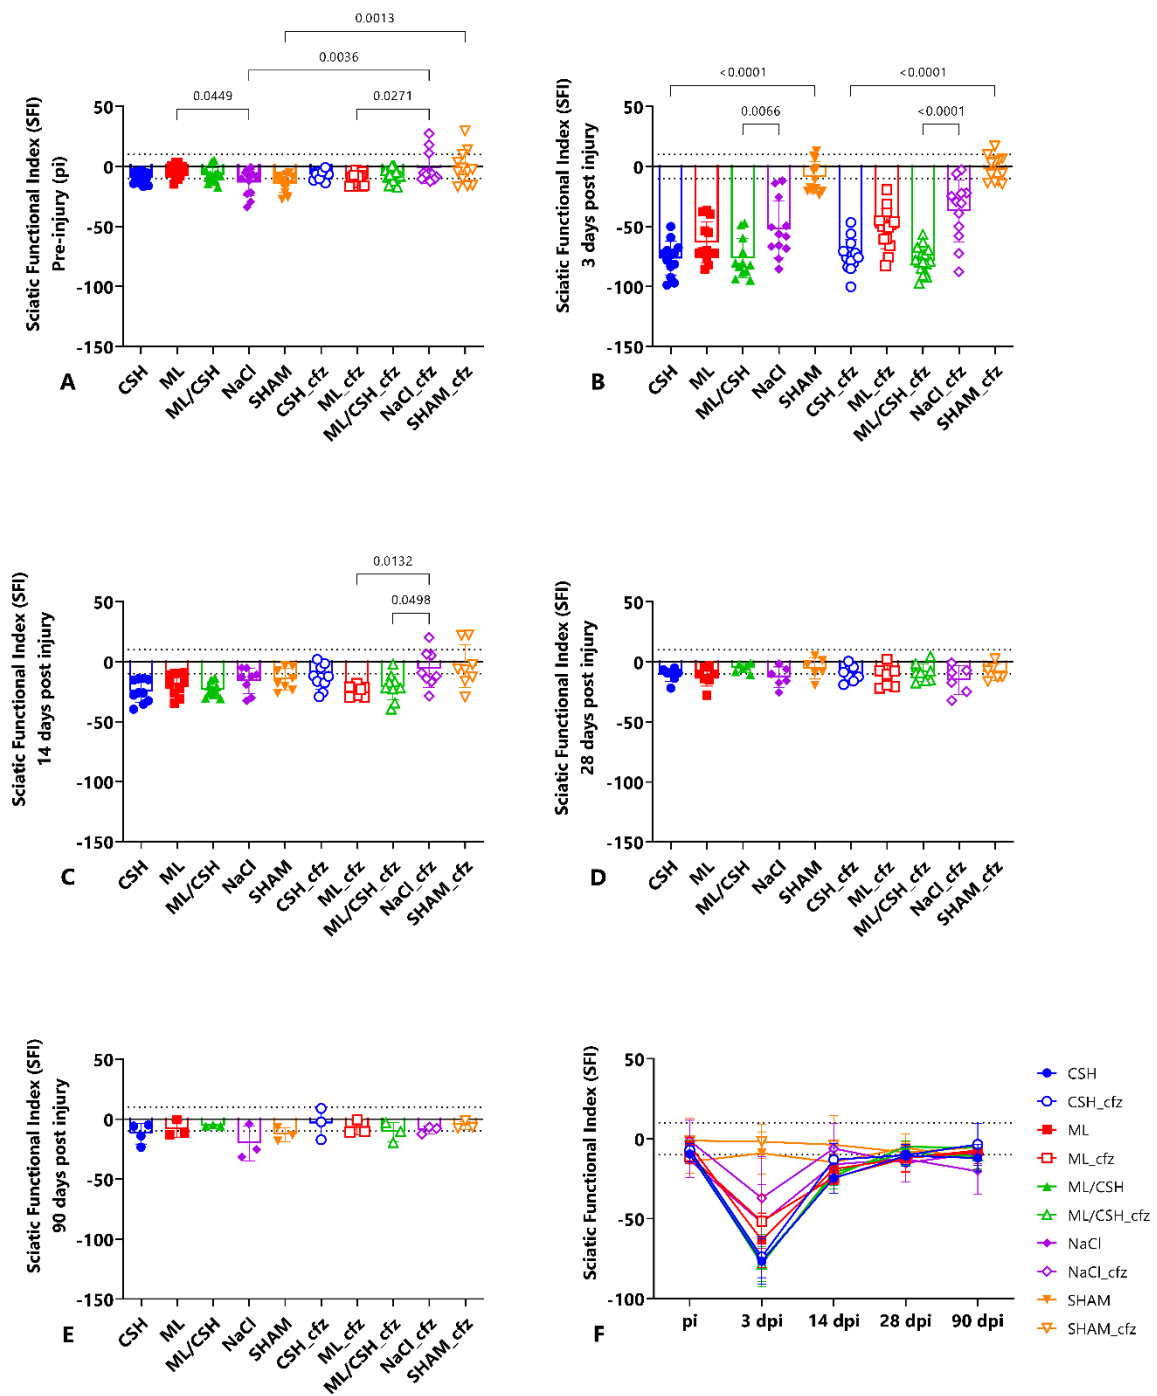 0.0013
0.0036
0.0449
0.0271
Sciatic Functional Index (SFI)
Pre-injury (pi)
50
0
-50
-100
-150
CSH
ML
ML/CSH
NaCl
SHAM
CSH_cfz
ML_cfz
ML/CSH_cfz
NaCl_cfz
SHAM_cfz
A
<0.0001
<0.0001
0.0066
<0.0001
Sciatic Functional Index (SFI)
3 days post injury
50
0
-50
-100
-150
CSH
ML
ML/CSH
NaCl
SHAM
CSH_cfz
ML_cfz
ML/CSH_cfz
NaCl_cfz
SHAM_cfz
B
0.0132
0.0498
Sciatic Functional Index (SFI)
14 days post injury
50
0
-50
-100
-150
CSH
ML
ML/CSH
NaCl
SHAM
CSH_cfz
ML_cfz
ML/CSH_cfz
NaCl_cfz
SHAM_cfz
C
Sciatic Functional Index (SFI)
28 days post injury
50
0
-50
-100
-150
CSH
ML
ML/CSH
NaCl
SHAM
CSH_cfz
ML_cfz
ML/CSH_cfz
NaCl_cfz
SHAM_cfz
D
Sciatic Functional Index (SFI)
90 days post injury
50
0
-50
-100
-150
CSH
ML
ML/CSH
NaCl
SHAM
CSH_cfz
ML_cfz
ML/CSH_cfz
NaCl_cfz
SHAM_cfz
E
Sciatic Functional Index (SFI)
50
0
-50
-100
pi
3 dpi
14 dpi
28 dpi
90 dpi
F
CSH
CSH_cfz
ML
ML_cfz
ML/CSH
ML/CSH_cfz
NaCl
NaCl_cfz
SHAM
SHAM_cfz